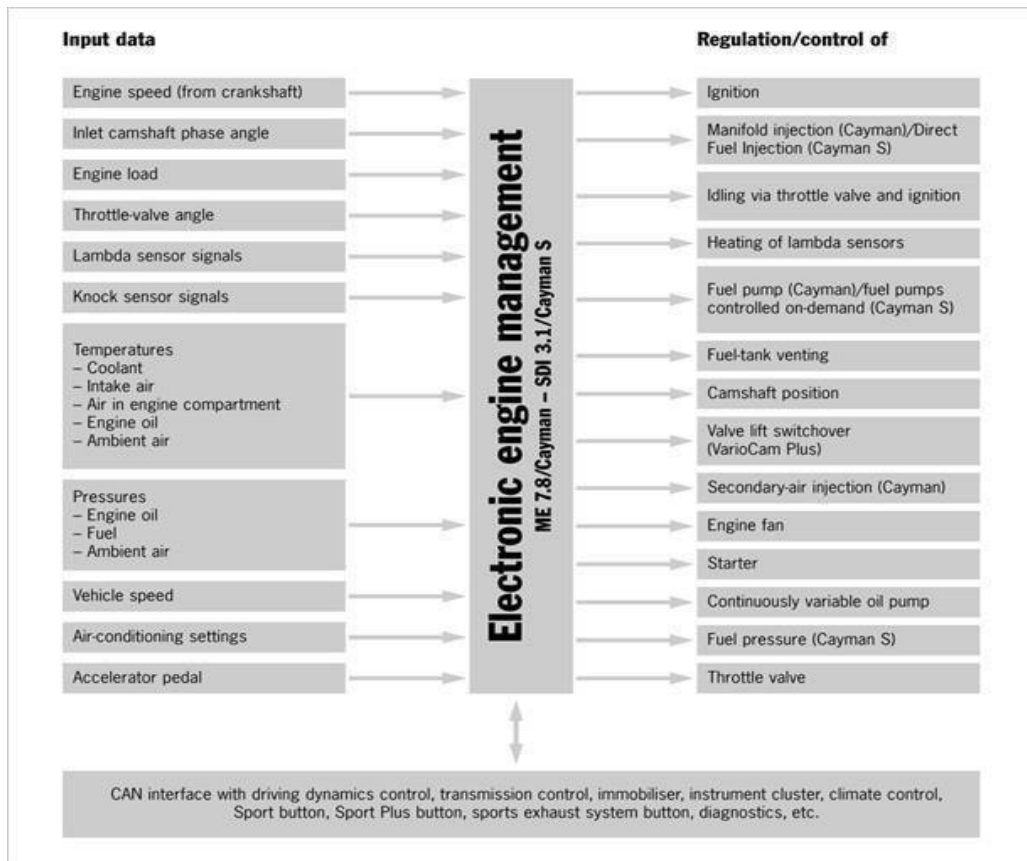 Input data
Engine speed (from crankshaft)
Inlet camshaft phase angle
Engine load
Throttle-valve angle
Lambda sensor signals
Knock sensor signals
Temperatures
– Coolant
– Intake air
– Air in engine compartment
– Engine oil
– Ambient air
Pressures
– Engine oil
– Fuel
– Ambient air
Vehicle speed
Air-conditioning settings
Accelerator pedal
Electronic engine management
ME 7.8/Cayman – SDI 3.1/Cayman S
Regulation/control of
Ignition
Manifold injection (Cayman)/Direct
Fuel Injection (Cayman S)
Idling via throttle valve and ignition
Heating of lambda sensors
Fuel pump (Cayman)/fuel pumps
controlled on-demand (Cayman S)
Fuel-tank venting
Camshaft position
Valve lift switchover
(VarioCam Plus)
Secondary-air injection (Cayman)
Engine fan
Starter
Continuously variable oil pump
Fuel pressure (Cayman S)
Throttle valve
CAN interface with driving dynamics control, transmission control, immobiliser, instrument cluster, climate control,
Sport button, Sport Plus button, sports exhaust system button, diagnostics, etc.